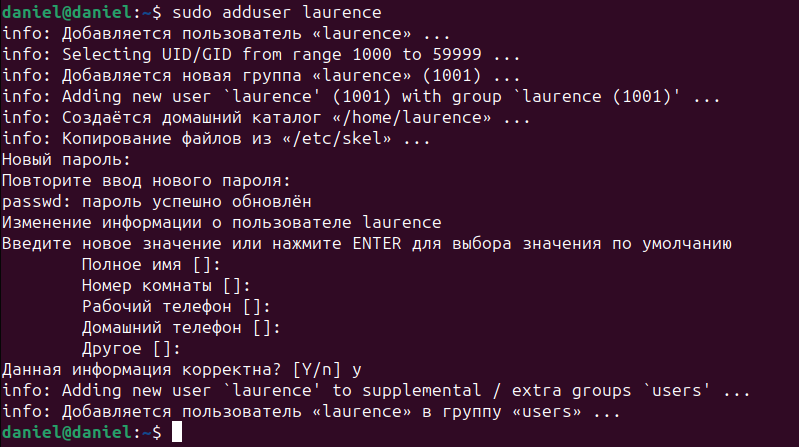 daniel@daniel:~$ sudo adduser laurence
info: Добавляется пользователь «laurence» ...
info: Selecting UID/GID from range 1000 to 59999 ...
info: Добавляется новая группа «laurence» (1001) ...
info: Adding new user `laurence' (1001) with group `laurence (1001)' ...
info: Создаётся домашний каталог «/home/laurence» ...
info: Копирование файлов из «/etc/skel» ...
Новый пароль:
Повторите ввод нового пароля:
passwd: пароль успешно обновлён
Изменение информации о пользователе laurence
Введите новое значение или нажмите ENTER для выбора значения по умолчанию
        Полное имя []:
        Номер комнаты []:
        Рабочий телефон []:
        Домашний телефон []:
        Другое []:
Данная информация корректна? [Y/n] y
info: Adding new user `laurence' to supplemental / extra groups `users' ...
info: Добавляется пользователь «laurence» в группу «users» ...
daniel@daniel:~$